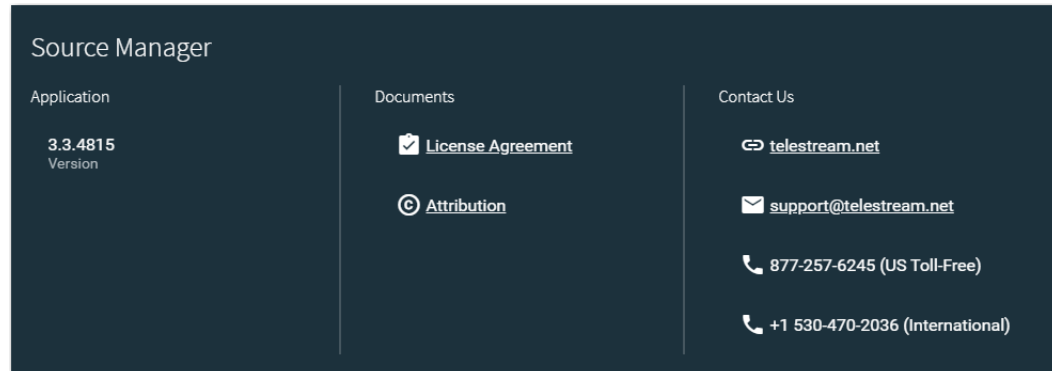 Source Manager
Application
3.3.4815
Version
Documents
License Agreement
Attribution
Contact Us
telestream.net
support@telestream.net
877-257-6245 (US Toll-Free)
+1 530-470-2036 (International)